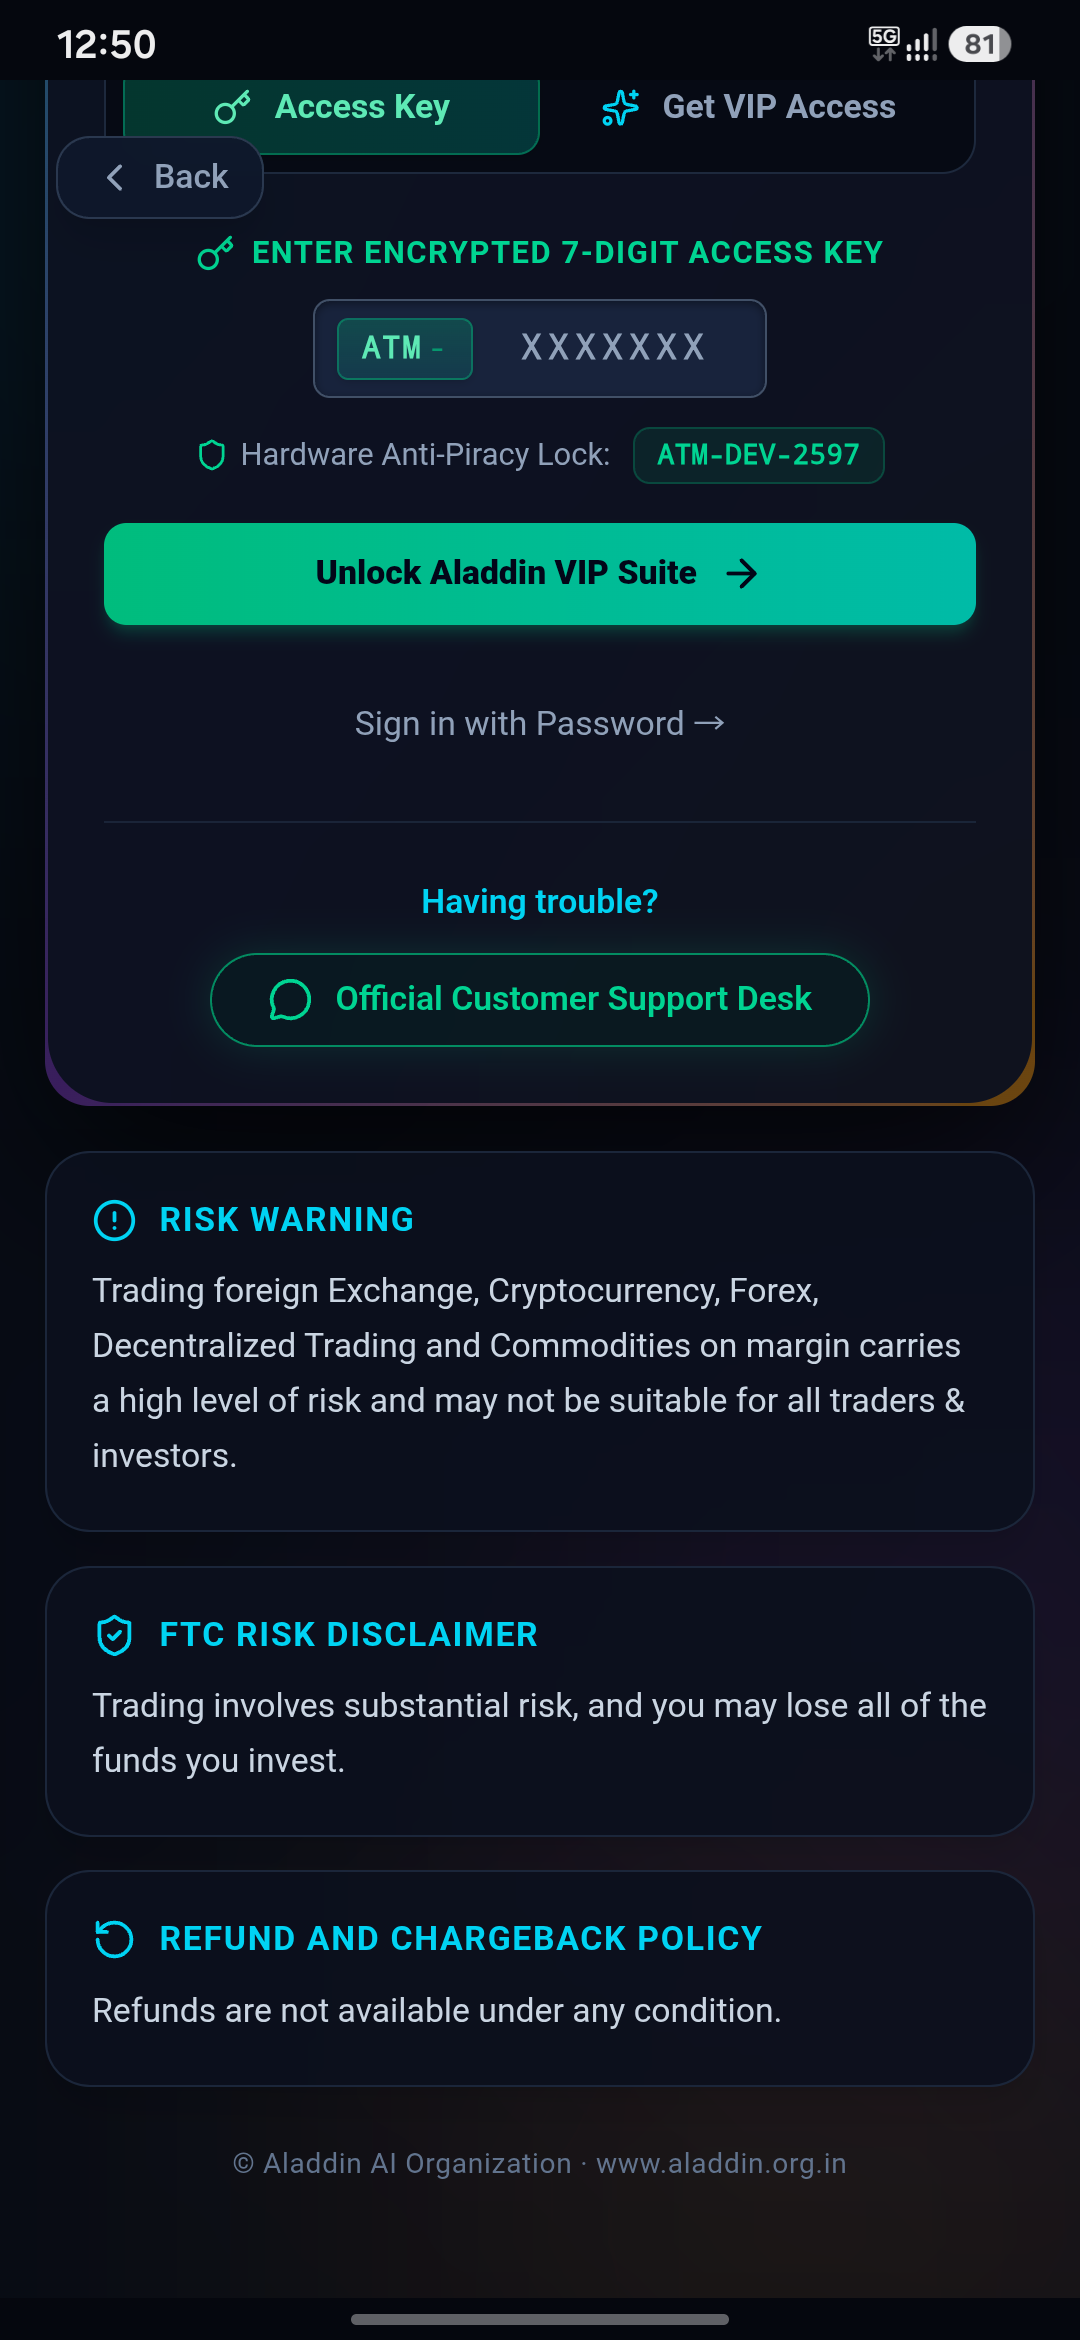 12:50
5G
81
Access Key
Get VIP Access
Back
ENTER ENCRYPTED 7-DIGIT ACCESS KEY
ATM - XXXXXXX
Hardware Anti-Piracy Lock: ATM-DEV-2597
Unlock Aladdin VIP Suite →
Sign in with Password →
Having trouble?
Official Customer Support Desk
RISK WARNING
Trading foreign Exchange, Cryptocurrency, Forex,
Decentralized Trading and Commodities on margin carries
a high level of risk and may not be suitable for all traders &
investors.
FTC RISK DISCLAIMER
Trading involves substantial risk, and you may lose all of the
funds you invest.
REFUND AND CHARGEBACK POLICY
Refunds are not available under any condition.
© Aladdin AI Organization · www.aladdin.org.in